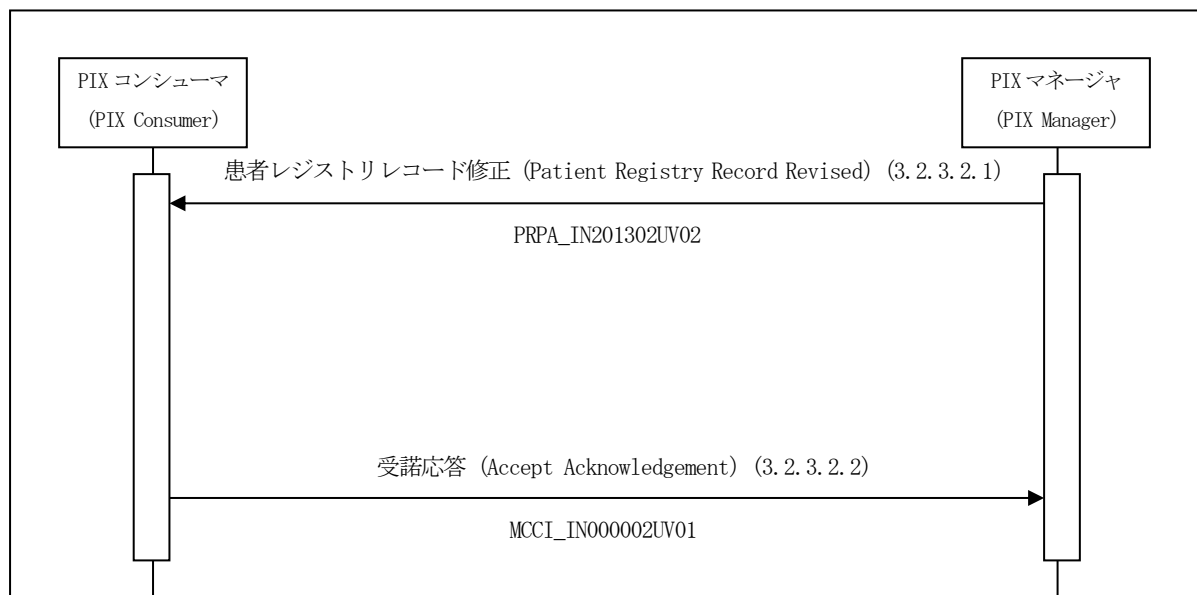 PIX コンシューマ
(PIX Consumer)
PIX マネージャ
(PIX Manager)
患者レジストリレコード修正 (Patient Registry Record Revised) (3.2.3.2.1)
PRPA_IN201302UV02
受諾応答 (Accept Acknowledgement) (3.2.3.2.2)
MCCI_IN000002UV01